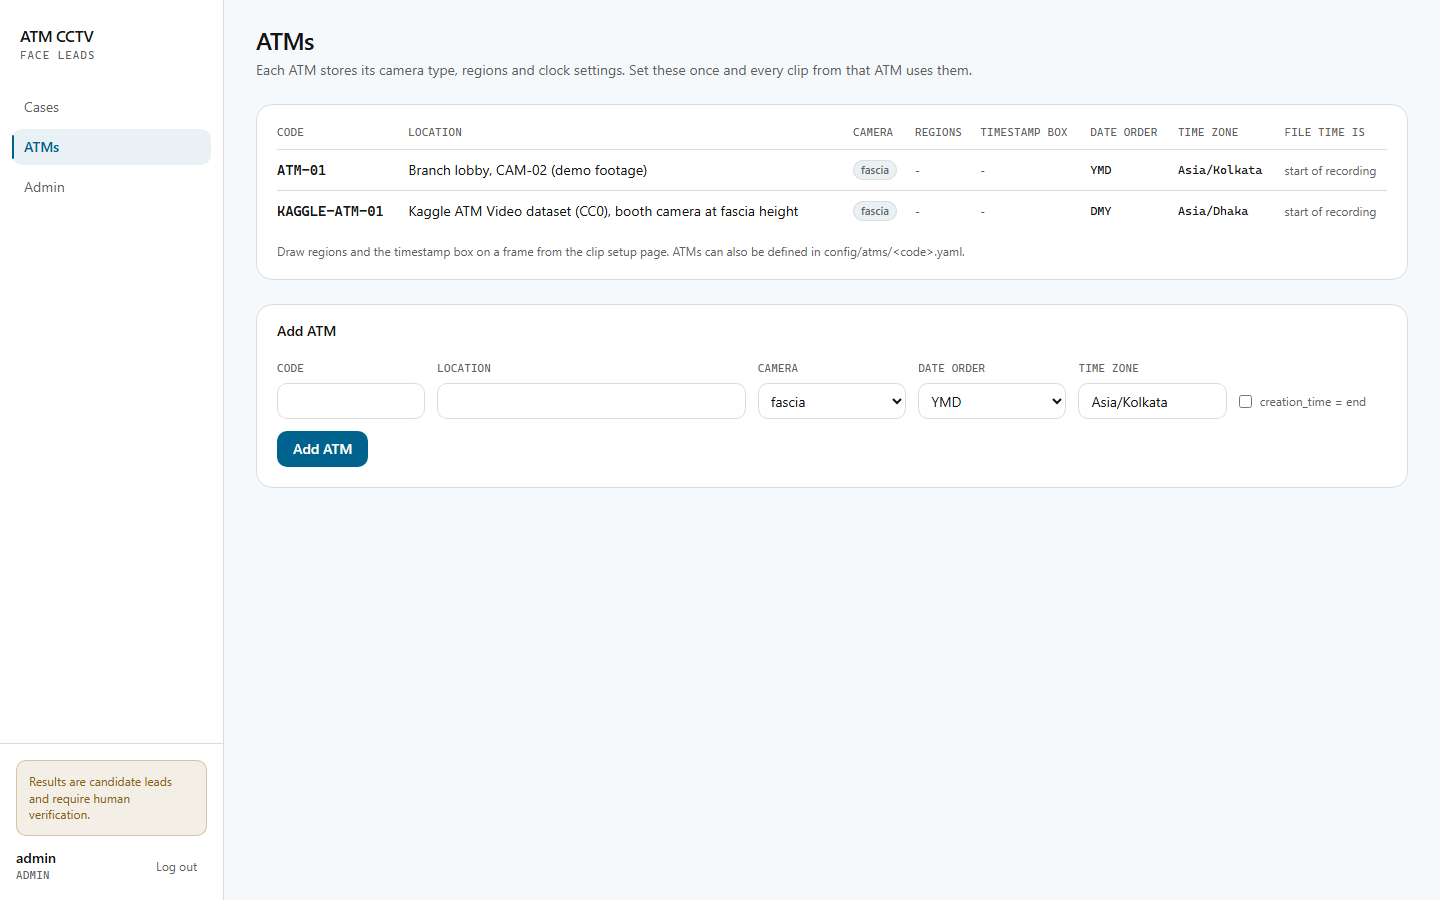 ATM CCTV
FACE LEADS
Cases
ATMs
Admin
ATMs
Each ATM stores its camera type, regions and clock settings. Set these once and every clip from that ATM uses them.
CODE LOCATION CAMERA REGIONS TIMESTAMP BOX DATE ORDER TIME ZONE FILE TIME IS
ATM-01 Branch lobby, CAM-02 (demo footage) fascia - - YMD Asia/Kolkata start of recording
KAGGLE-ATM-01 Kaggle ATM Video dataset (CC0), booth camera at fascia height fascia - - DMY Asia/Dhaka start of recording
Draw regions and the timestamp box on a frame from the clip setup page. ATMs can also be defined in config/atms/<code>.yaml.
Add ATM
CODE LOCATION CAMERA DATE ORDER TIME ZONE
fascia YMD Asia/Kolkata creation_time = end
Add ATM
Results are candidate leads
and require human
verification.
admin
ADMIN
Log out